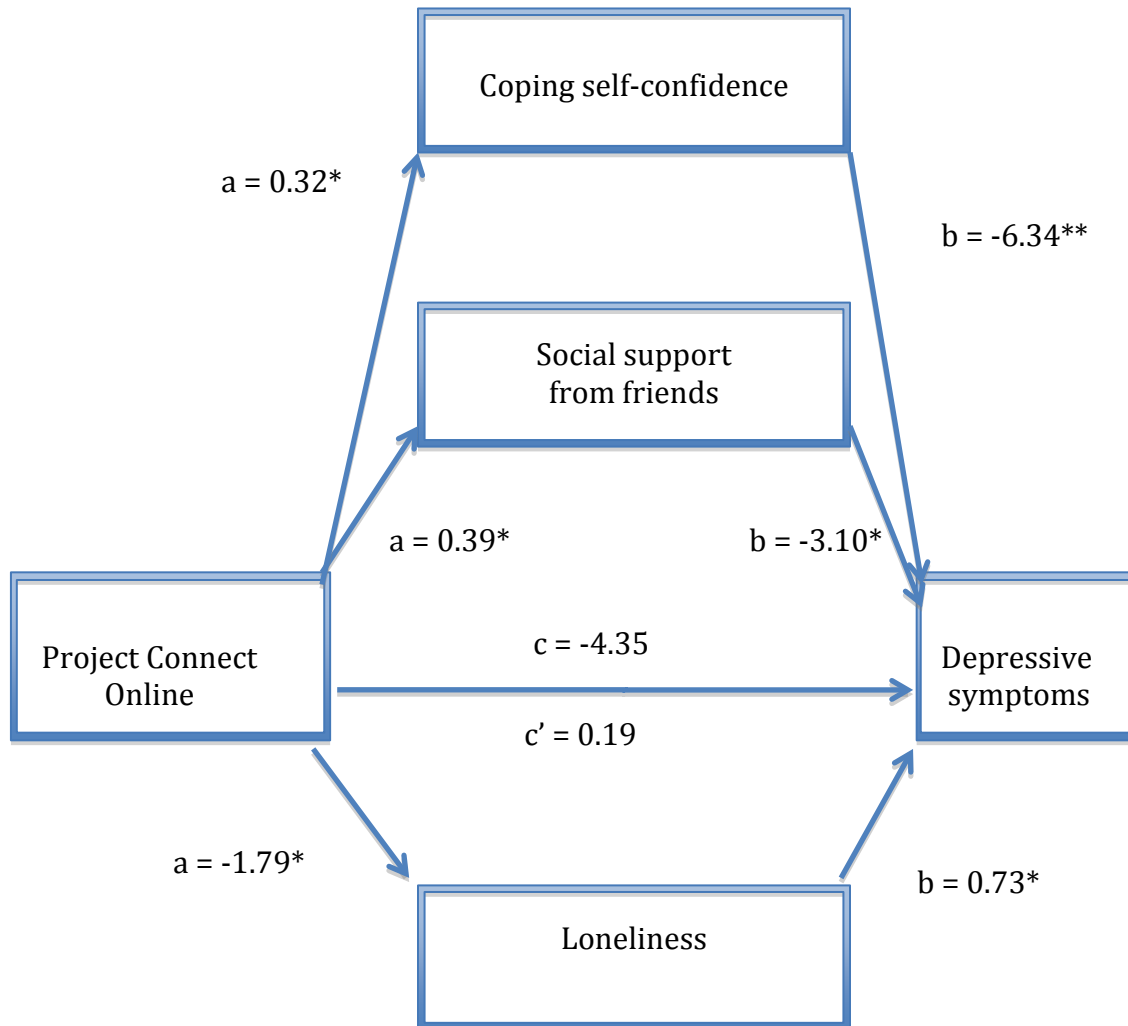 Coping self-confidence
a = 0.32*
b = -6.34**
Social support
from friends
a = 0.39*
b = -3.10*
Project Connect
Online
c = -4.35
c’ = 0.19
Depressive
symptoms
a = -1.79*
b = 0.73*
Loneliness